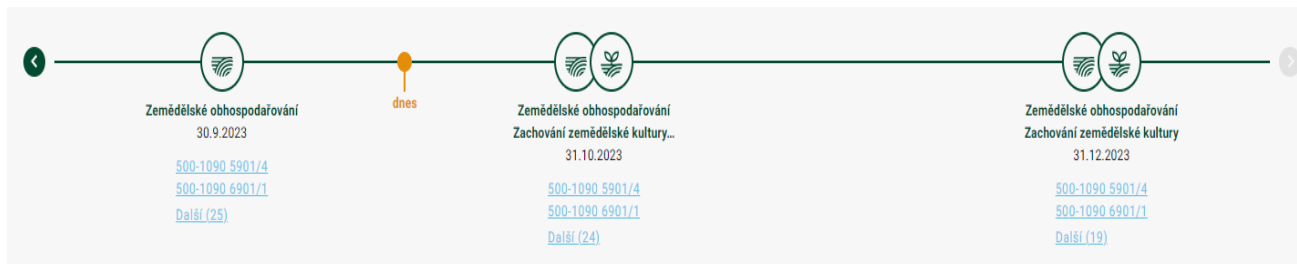 dnes
Zemědělské obhospodařování
30.9.2023
500-1090 5901/4
500-1090 6901/1
Další (25)
Zemědělské obhospodařování
Zachování zemědělské kultury...
31.10.2023
500-1090 5901/4
500-1090 6901/1
Další (24)
Zemědělské obhospodařování
Zachování zemědělské kultury
31.12.2023
500-1090 5901/4
500-1090 6901/1
Další (19)